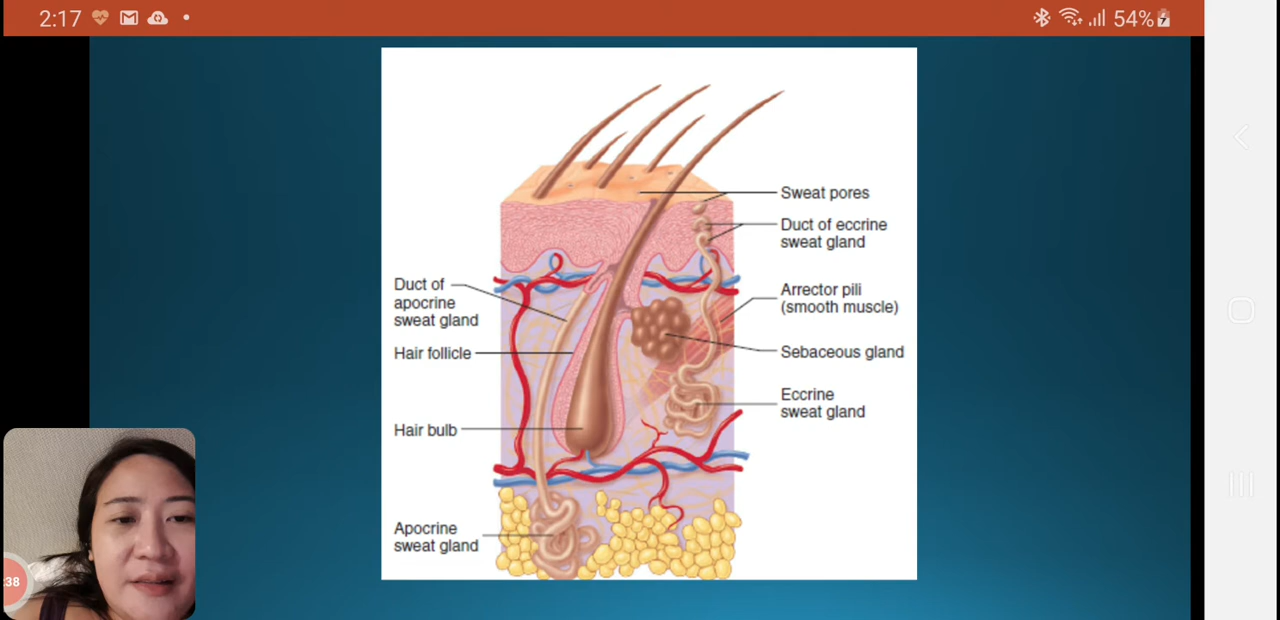 2:17
54%
Sweat pores
Duct of eccrine
sweat gland
Duct of
apocrine
sweat gland
Arrector pili
(smooth muscle)
Hair follicle
Sebaceous gland
Eccrine
sweat gland
Hair bulb
Apocrine
sweat gland
:38